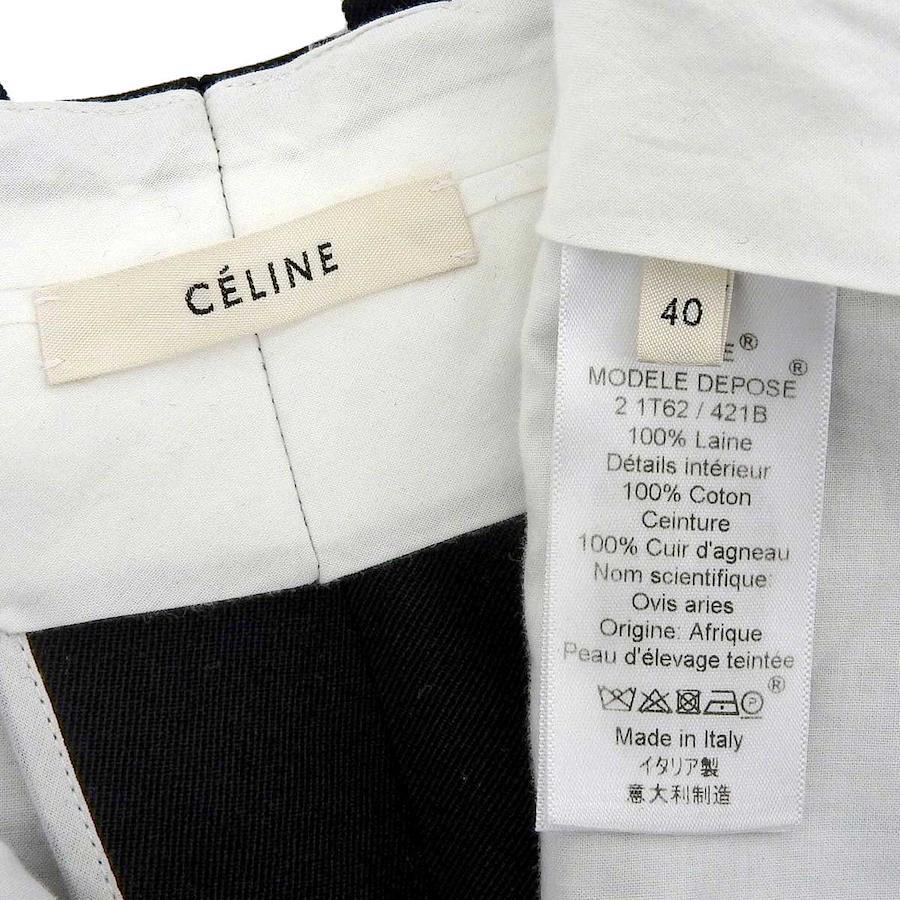 CÉLINE
40
E®
MODELE DEPOSE®
2 1T62 / 421B
100% Laine
Détails intérieur
100% Coton
Ceinture
100% Cuir d'agneau
Nom scientifique:
Ovis aries
Origine: Afrique
Peau d'élevage teintée
®
P
Made in Italy
イタリア製
意大利制造